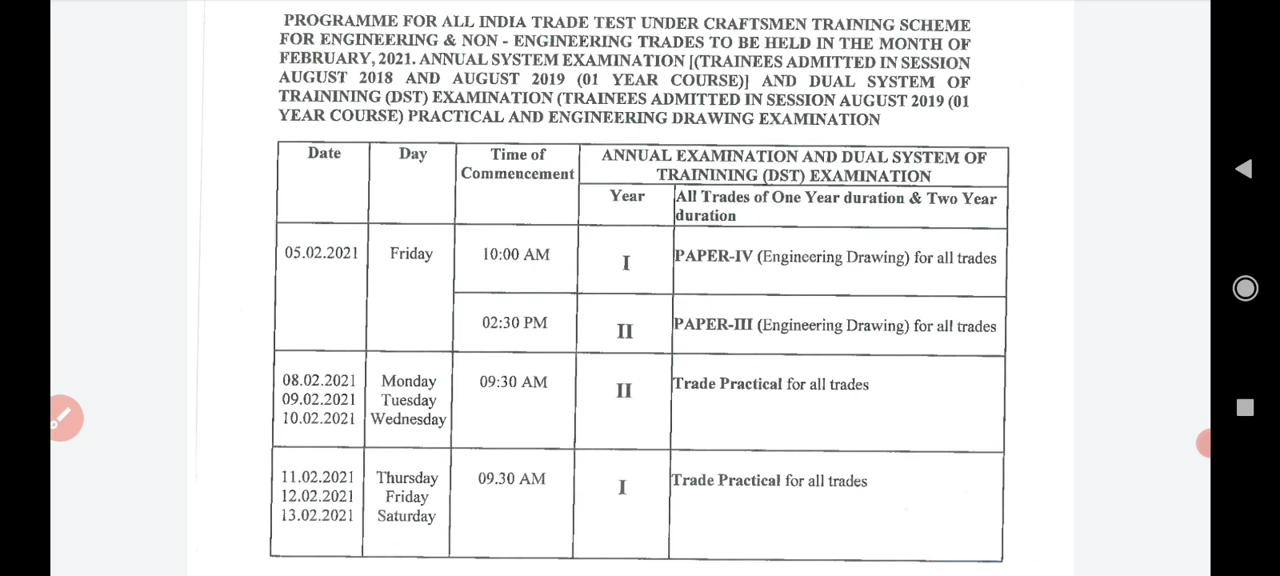 PROGRAMME FOR ALL INDIA TRADE TEST UNDER CRAFTSMEN TRAINING SCHEME
FOR ENGINEERING & NON - ENGINEERING TRADES TO BE HELD IN THE MONTH OF
FEBRUARY, 2021. ANNUAL SYSTEM EXAMINATION [(TRAINEES ADMITTED IN SESSION
AUGUST 2018 AND AUGUST 2019 (01 YEAR COURSE)] AND DUAL SYSTEM OF
TRAINING (DST) EXAMINATION (TRAINEES ADMITTED IN SESSION AUGUST 2019 (01
YEAR COURSE) PRACTICAL AND ENGINEERING DRAWING EXAMINATION
Date Day Time of Commencement ANNUAL EXAMINATION AND DUAL SYSTEM OF
TRAINING (DST) EXAMINATION
Year All Trades of One Year duration & Two Year
duration
05.02.2021 Friday 10:00 AM I PAPER-IV (Engineering Drawing) for all trades
02:30 PM II PAPER-III (Engineering Drawing) for all trades
08.02.2021 Monday 09:30 AM II Trade Practical for all trades
09.02.2021 Tuesday
10.02.2021 Wednesday
11.02.2021 Thursday 09.30 AM I Trade Practical for all trades
12.02.2021 Friday
13.02.2021 Saturday